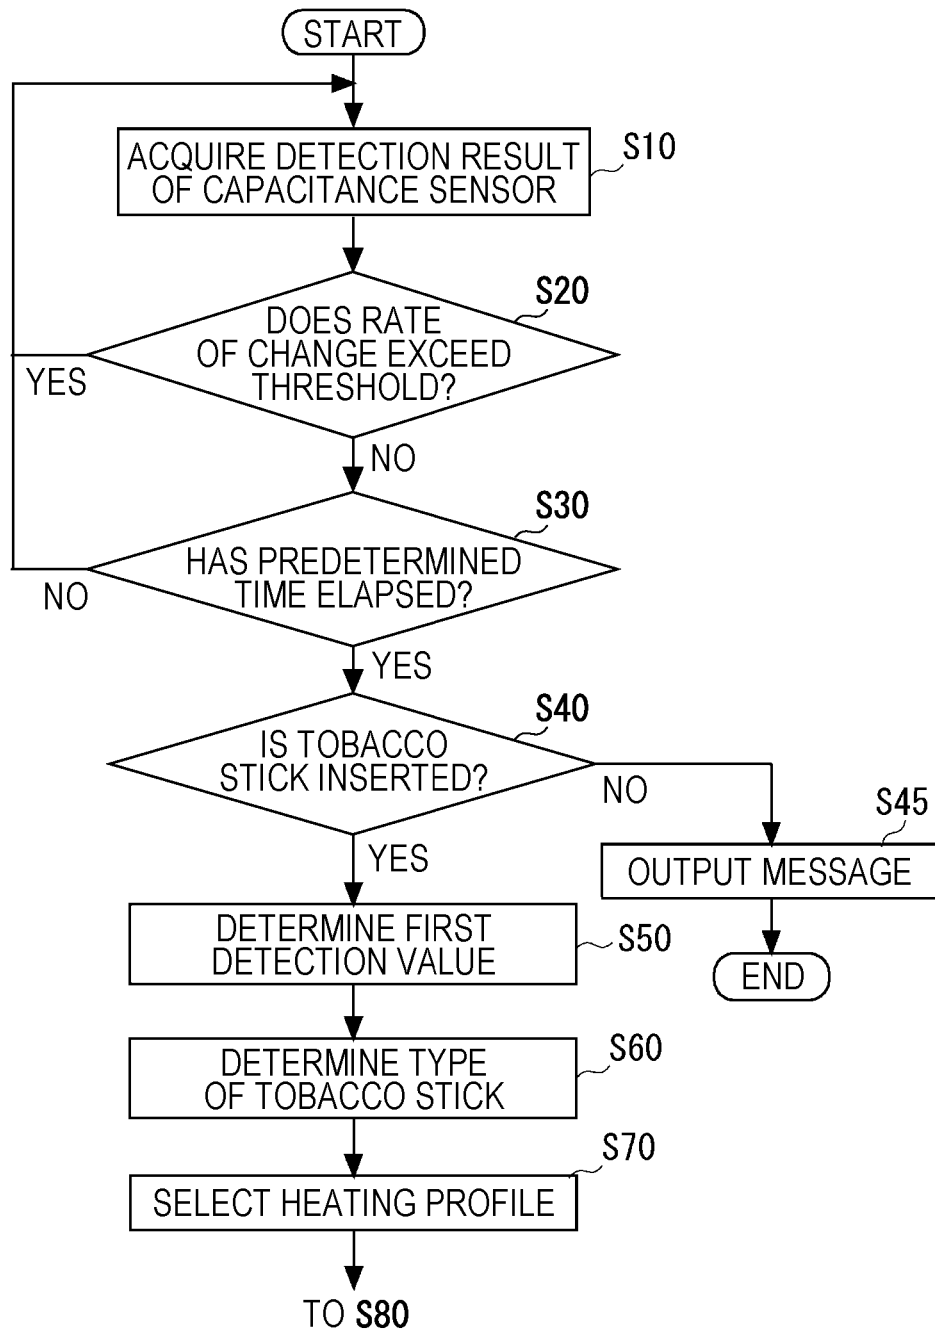 START
ACQUIRE DETECTION RESULT
OF CAPACITANCE SENSOR
S10
DOES RATE
OF CHANGE EXCEED
THRESHOLD?
S20
YES
NO
HAS PREDETERMINED
TIME ELAPSED?
S30
NO
YES
IS TOBACCO
STICK INSERTED?
S40
NO
YES
S45
OUTPUT MESSAGE
END
DETERMINE FIRST
DETECTION VALUE
S50
DETERMINE TYPE
OF TOBACCO STICK
S60
SELECT HEATING PROFILE
S70
TO S80